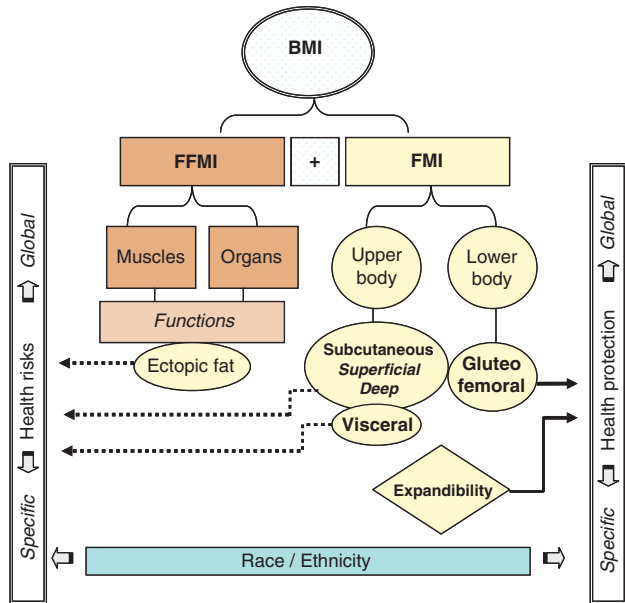 BMI
FFMI
+
FMI
Muscles
Organs
Upper
body
Lower
body
Functions
Ectopic fat
Subcutaneous
Superficial
Deep
Gluteo
femoral
Visceral
Expandibility
Race / Ethnicity
Global
Health risks
Specific
Global
Health protection
Specific